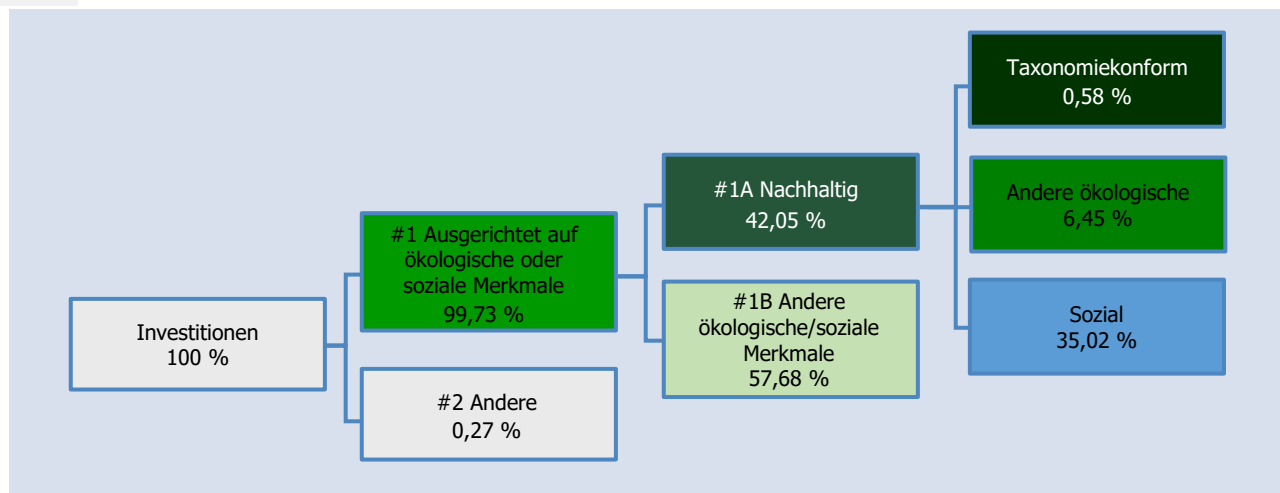 Investitionen
100 %
#1 Ausgerichtet auf
ökologische oder
soziale Merkmale
99,73 %
#2 Andere
0,27 %
#1A Nachhaltig
42,05 %
#1B Andere
ökologische/soziale
Merkmale
57,68 %
Taxonomiekonform
0,58 %
Andere ökologische
6,45 %
Sozial
35,02 %